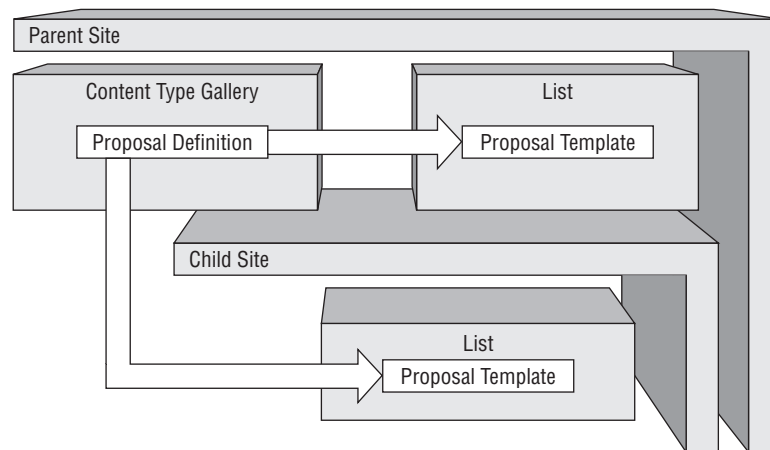 Parent Site
Content Type Gallery
List
Proposal Definition
Proposal Template
Child Site
List
Proposal Template